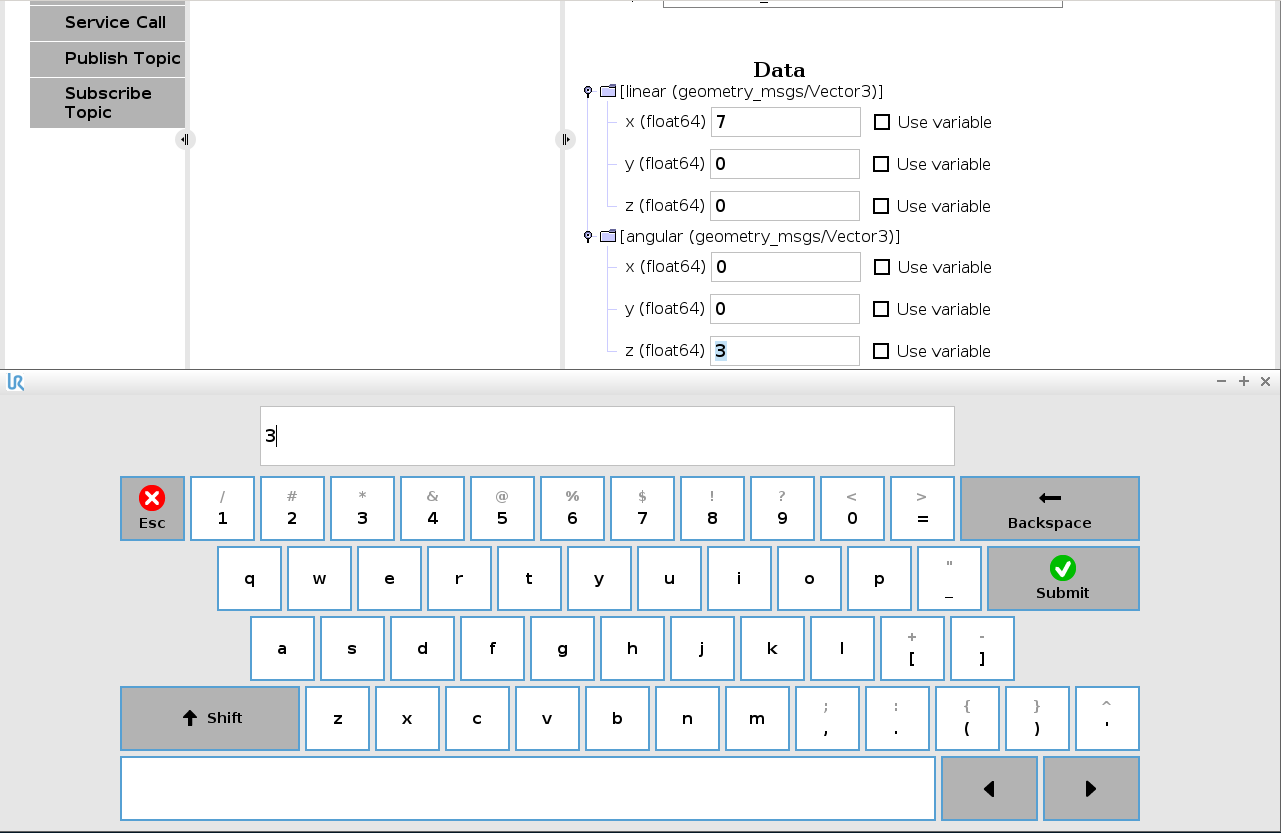 Service Call
Publish Topic
Subscribe
Topic
Data
[linear (geometry_msgs/Vector3)]
x (float64) 7 Use variable
y (float64) 0 Use variable
z (float64) 0 Use variable
[angular (geometry_msgs/Vector3)]
x (float64) 0 Use variable
y (float64) 0 Use variable
z (float64) 3 Use variable
UR
3
/ # * & @ % $ ! ? < >
Esc 1 2 3 4 5 6 7 8 9 0 = Backspace
q w e r t y u i o p " _ Submit
a s d f g h j k l + [ - ]
Shift z x c v b n m ; , : . { ( } ) ^ '